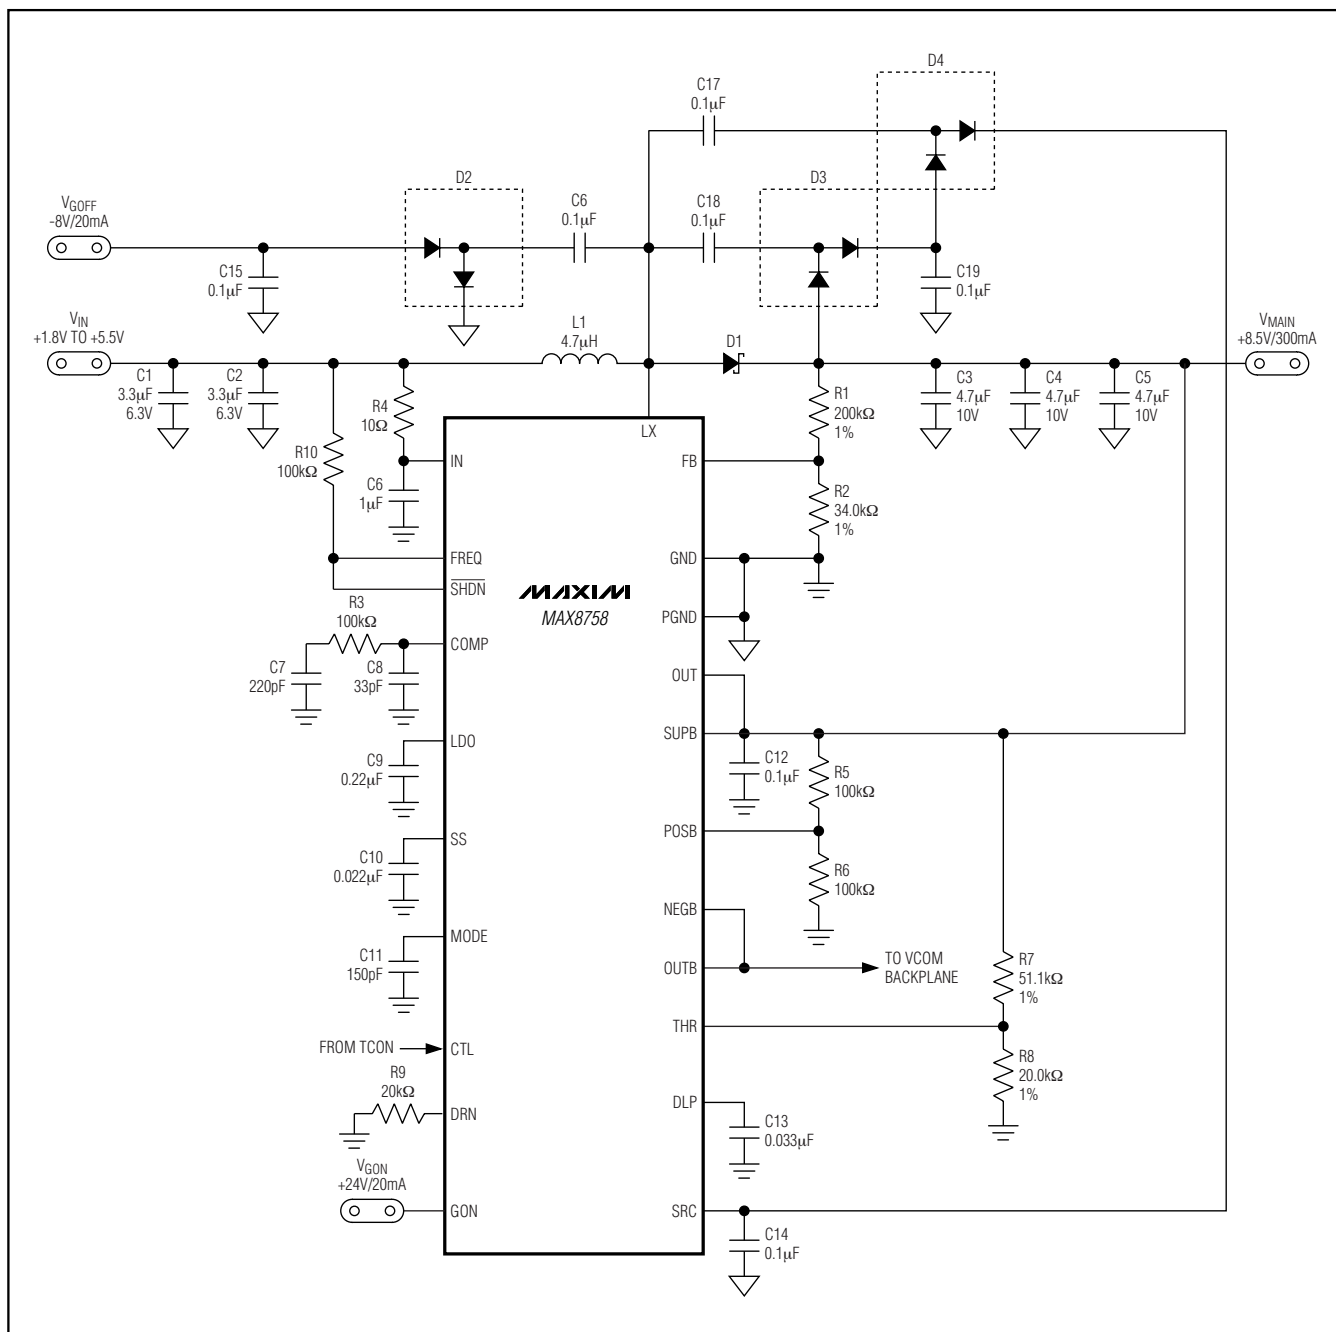 D4
C17
0.1µF
D2
D3
VGOFF
-8V/20mA
C6
0.1µF
C18
0.1µF
C15
0.1µF
C19
0.1µF
VIN
+1.8V TO +5.5V
L1
4.7µH
D1
VMAIN
+8.5V/300mA
C1
3.3µF
6.3V
C2
3.3µF
6.3V
R4
10Ω
R1
200kΩ
1%
C3
4.7µF
10V
C4
4.7µF
10V
C5
4.7µF
10V
LX
R10
100kΩ
IN
FB
C6
1µF
R2
34.0kΩ
1%
FREQ
GND
SHDN
MAXIM
MAX8758
R3
100kΩ
PGND
COMP
C7
220pF
C8
33pF
OUT
LDO
SUPB
C9
0.22µF
C12
0.1µF
R5
100kΩ
SS
POSB
C10
0.022µF
R6
100kΩ
NEGB
MODE
C11
150pF
OUTB
TO VCOM
BACKPLANE
R7
51.1kΩ
1%
THR
FROM TCON
CTL
R8
20.0kΩ
1%
R9
20kΩ
DRN
DLP
C13
0.033µF
VGON
+24V/20mA
GON
SRC
C14
0.1µF